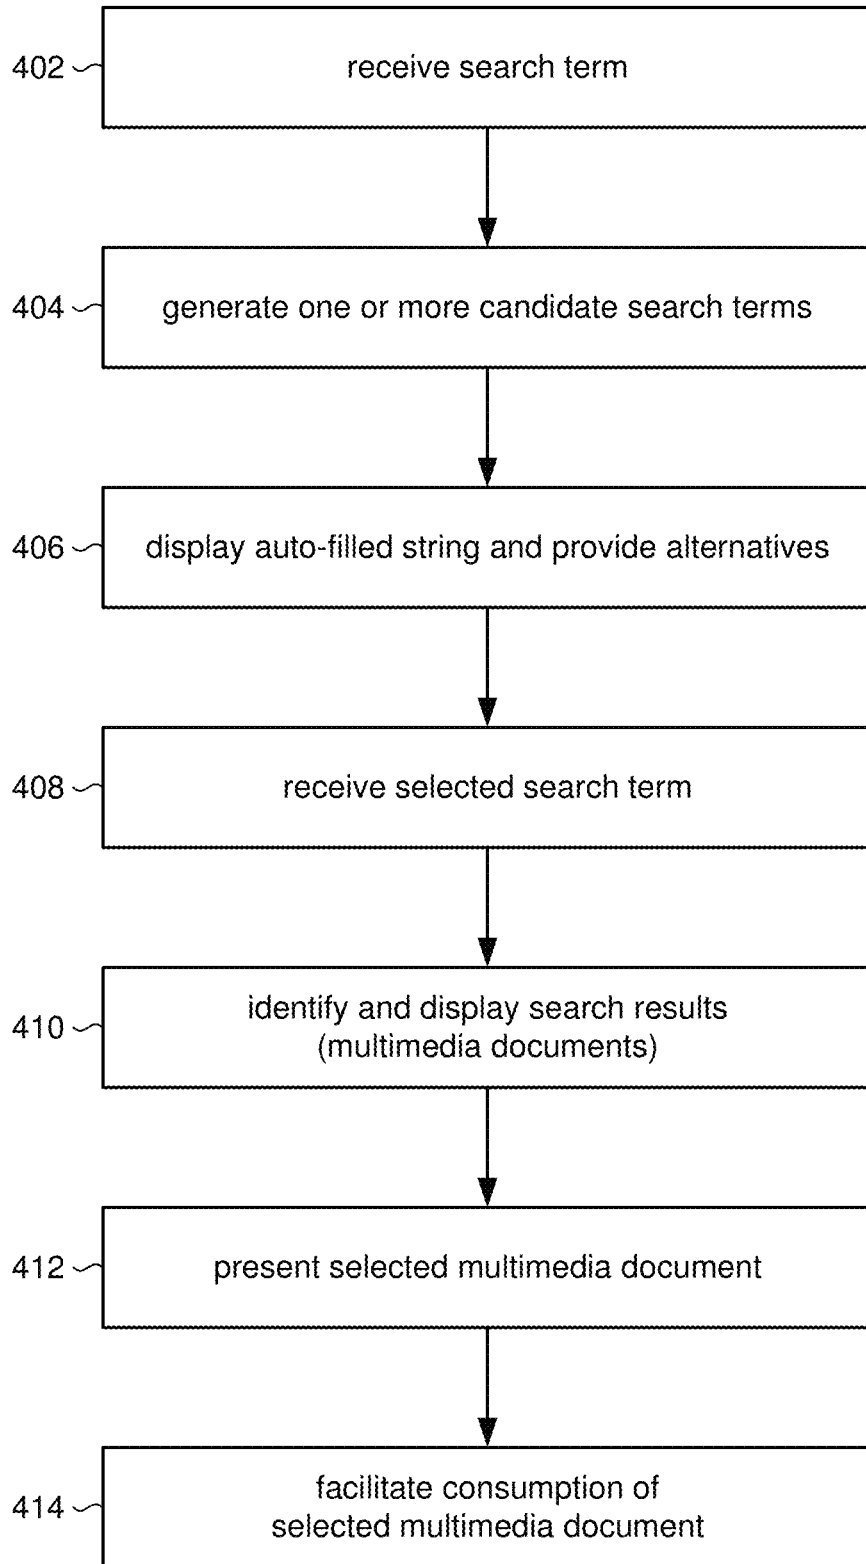 402 receive search term
404 generate one or more candidate search terms
406 display auto-filled string and provide alternatives
408 receive selected search term
410 identify and display search results
(multimedia documents)
412 present selected multimedia document
414 facilitate consumption of
selected multimedia document